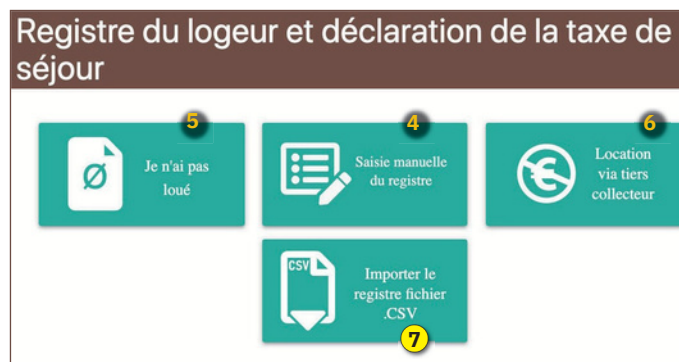 Registre du logeur et déclaration de la taxe de
séjour
5
Je n'ai pas
loué
4
Saisie manuelle
du registre
6
Location
via tiers
collecteur
CSV
Importer le
registre fichier
.CSV
7